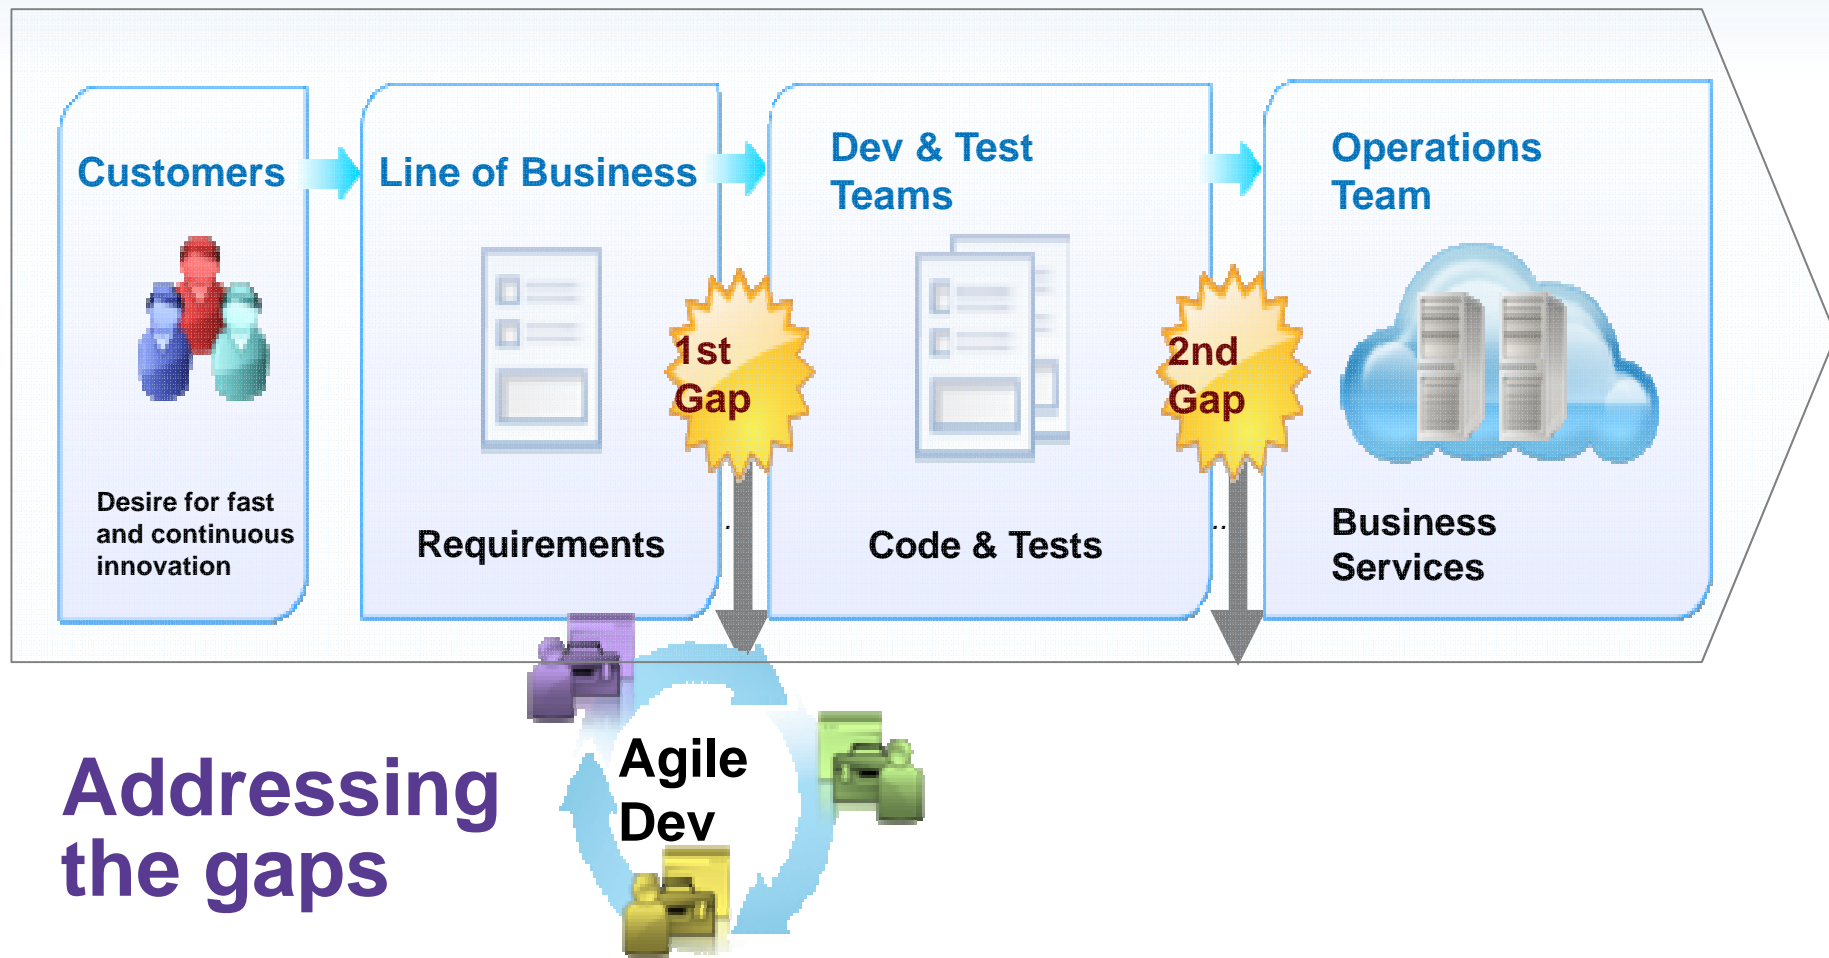 Customers
Line of Business
Dev & Test
Teams
Operations
Team
1st
Gap
2nd
Gap
Desire for fast
and continuous
innovation
Requirements
.
Code & Tests
..
Business
Services
Addressing
the gaps
Agile
Dev